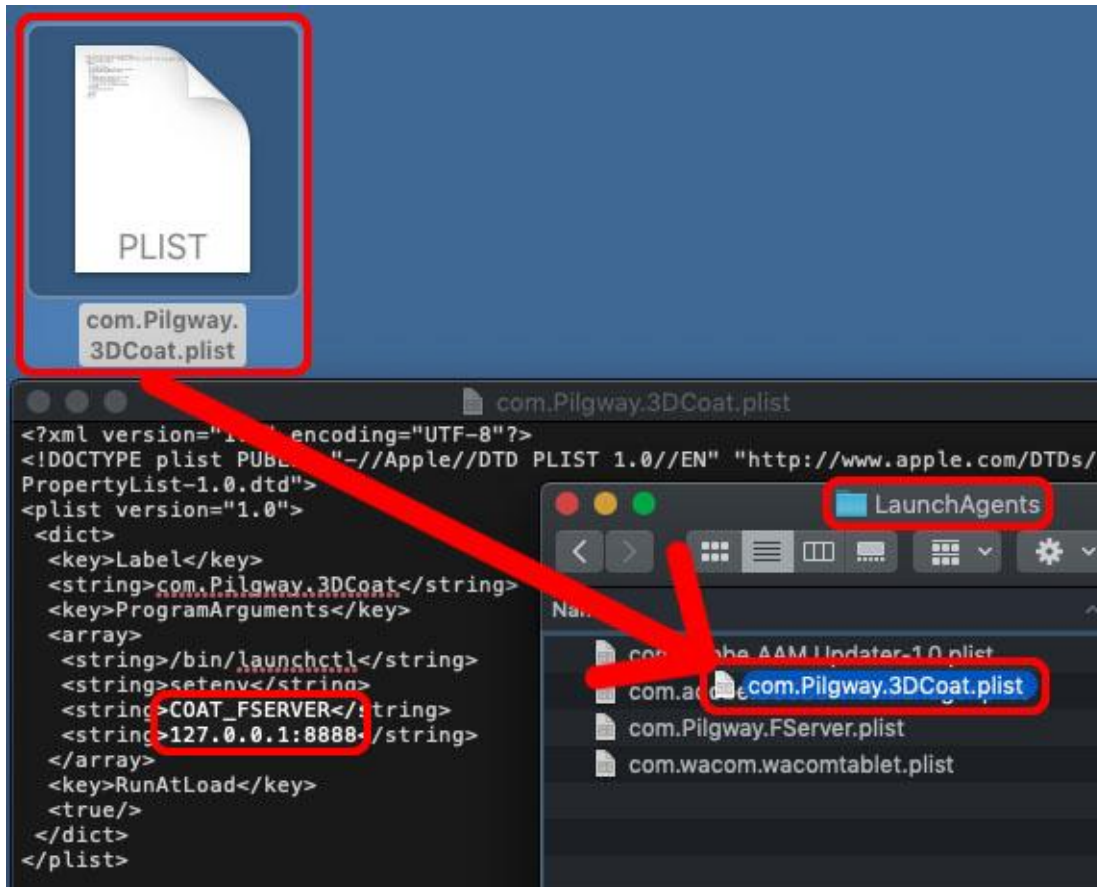 PLIST
com.Pilgway.
3DCoat.plist
com.Pilgway.3DCoat.plist
<?xml version="1. encoding="UTF-8"?>
<!DOCTYPE plist "-//Apple//DTD PLIST 1.0//EN" "http://www.apple.com/DTDs/
PropertyList-1.0.dtd">
<plist version="1.0">
<dict>
<key>Label</key>
<string>com.Pilgway.3DCoat</string>
<key>ProgramArguments</key>
<array>
<string>/bin/launchctl</string>
<string>setenv</string>
<string>COAT_FSERVER</string>
<string>127.0.0.1:8888</string>
</array>
<key>RunAtLoad</key>
<true/>
</dict>
</plist>
LaunchAgents
com.Pilgway.3DCoat.plist
com.Pilgway.FServer.plist
com.wacom.wacomtablet.plist